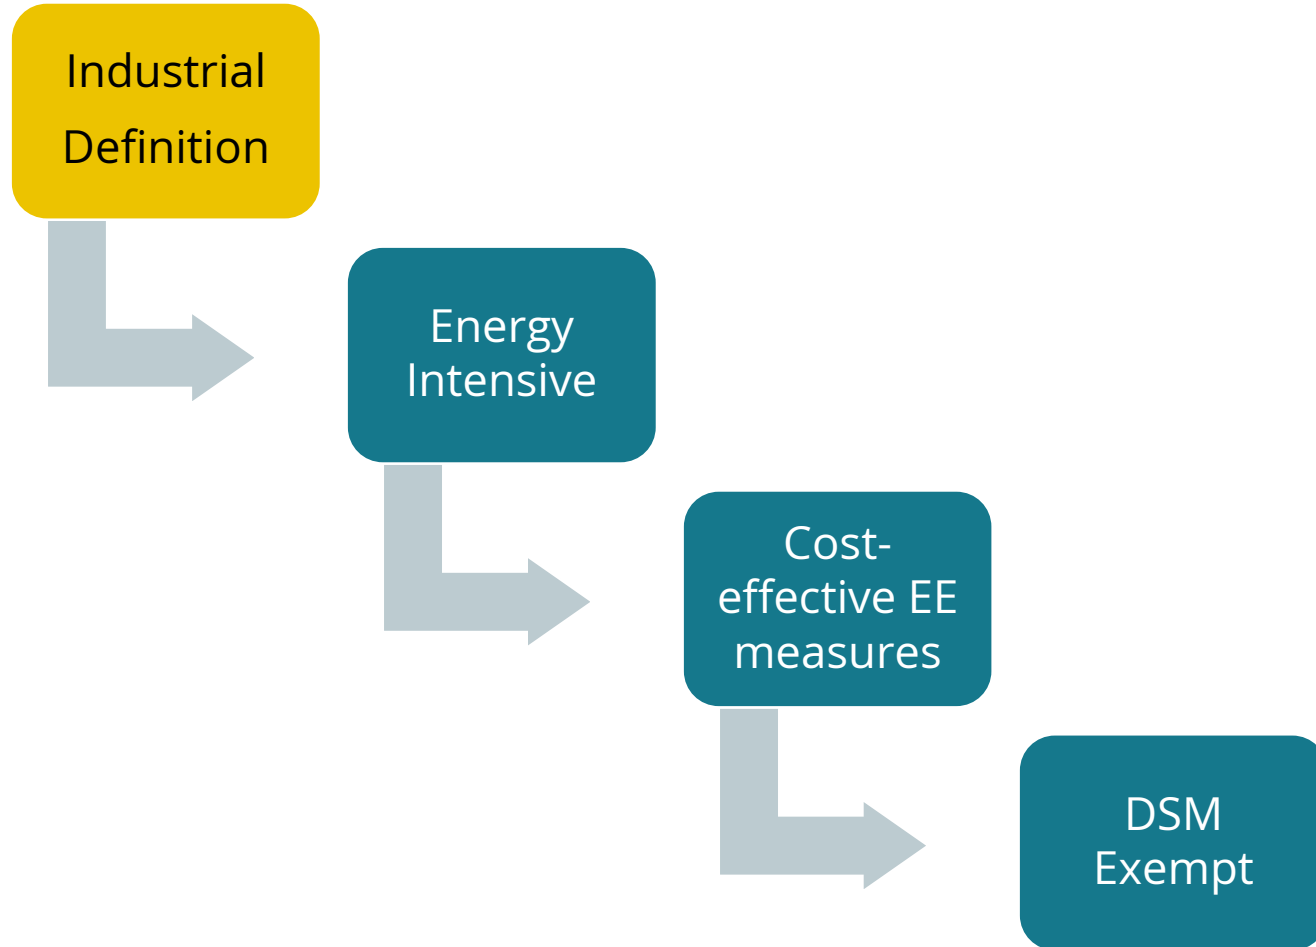 Industrial
Definition
Energy
Intensive
Cost-
effective EE
measures
DSM
Exempt